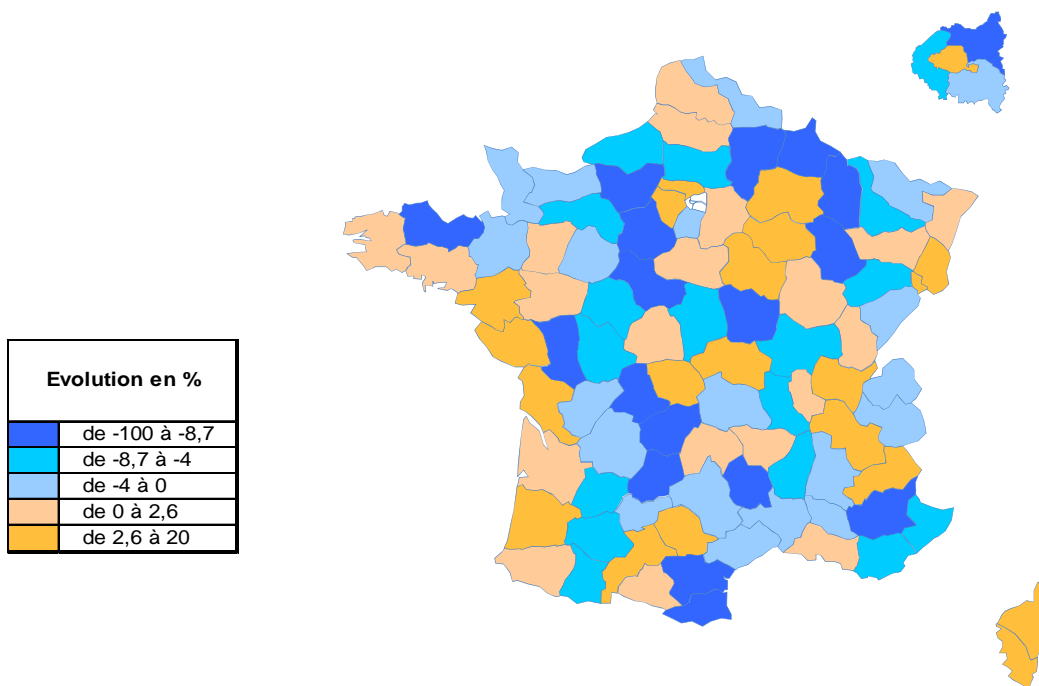 Evolution en %
de -100 à -8,7
de -8,7 à -4
de -4 à 0
de 0 à 2,6
de 2,6 à 20